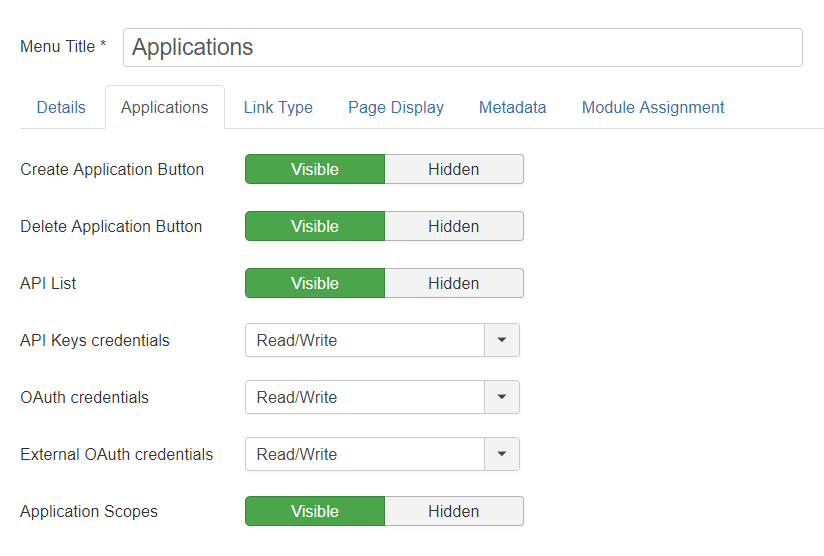 Menu Title * Applications
Details Applications Link Type Page Display Metadata Module Assignment
Create Application Button Visible Hidden
Delete Application Button Visible Hidden
API List Visible Hidden
API Keys credentials Read/Write
OAuth credentials Read/Write
External OAuth credentials Read/Write
Application Scopes Visible Hidden